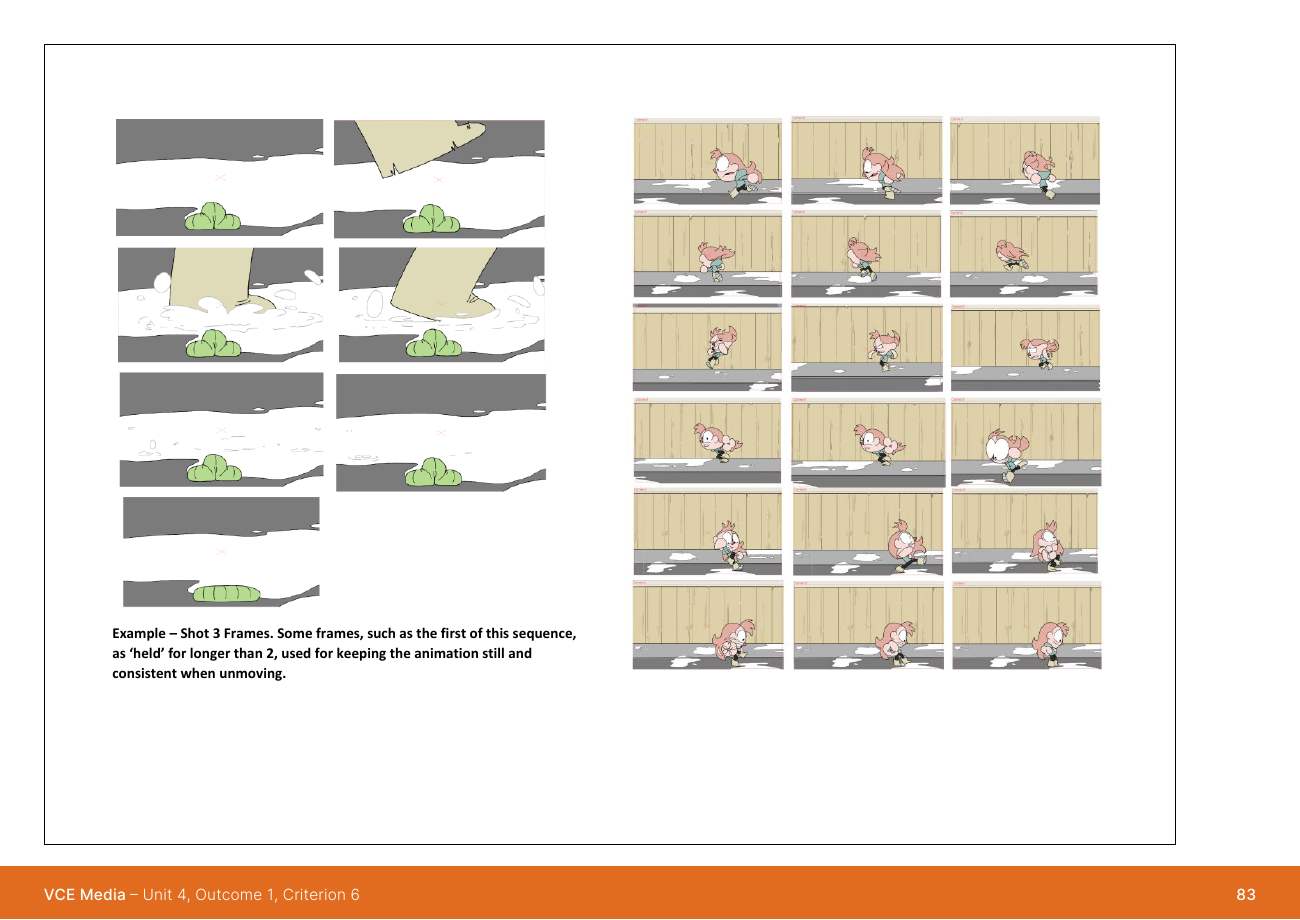 Example – Shot 3 Frames. Some frames, such as the first of this sequence,
as ‘held’ for longer than 2, used for keeping the animation still and
consistent when unmoving.
VCE Media – Unit 4, Outcome 1, Criterion 6
83